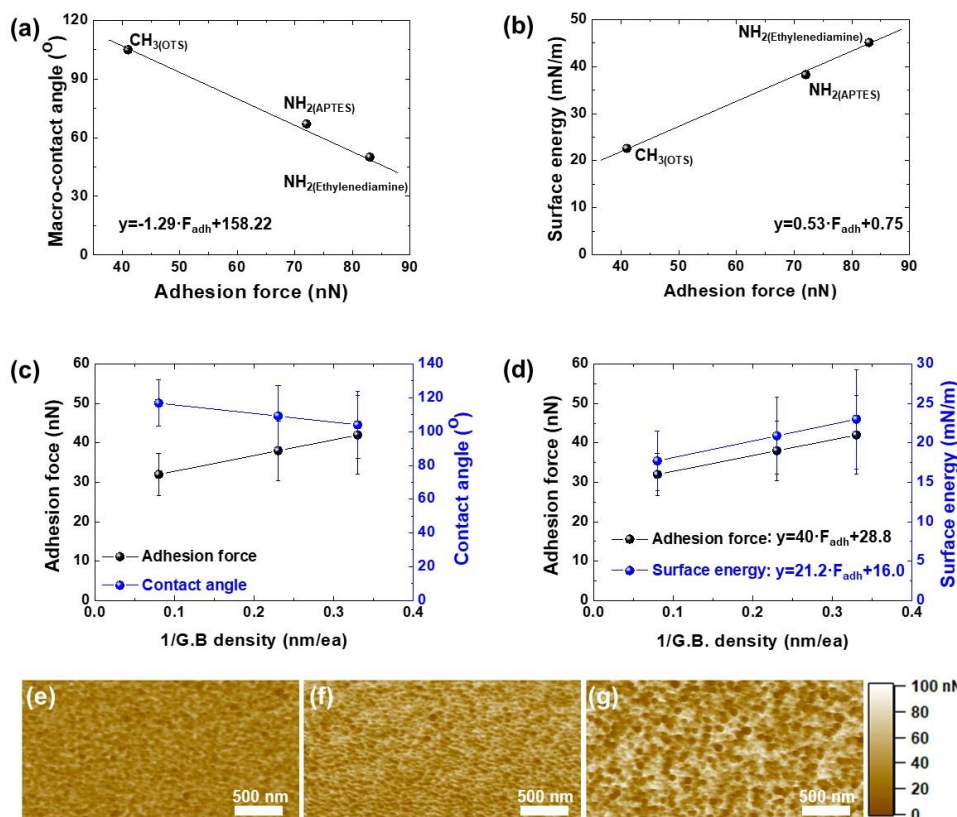 (a)
120
105
90
75
60
45
30
15
0
Macro-contact angle (O)
CH3(OTS)
NH2(APTES)
NH2(Ethylenediamine)
y=-1.29·Fadh+158.22
40 50 60 70 80 90
Adhesion force (nN)
(b)
60
50
40
30
20
10
0
Surface energy (mN/m)
NH2(Ethylenediamine)
NH2(APTES)
CH3(OTS)
y=0.53·Fadh+0.75
40 50 60 70 80 90
Adhesion force (nN)
(c)
60
50
40
30
20
10
0
Adhesion foce (nN)
140
120
100
80
60
40
20
0
Contact angle (O)
Adhesion force
Contact angle
0.0 0.1 0.2 0.3 0.4
1/G.B density (nm/ea)
(d)
60
50
40
30
20
10
0
Adhesion force (nN)
30
25
20
15
10
5
0
Surface energy (mN/m)
Adhesion force: y=40·Fadh+28.8
Surface energy: y=21.2·Fadh+16.0
0.0 0.1 0.2 0.3 0.4
1/G.B. density (nm/ea)
(e)
500 nm
(f)
500 nm
(g)
500 nm
100 nN
80
60
40
20
0